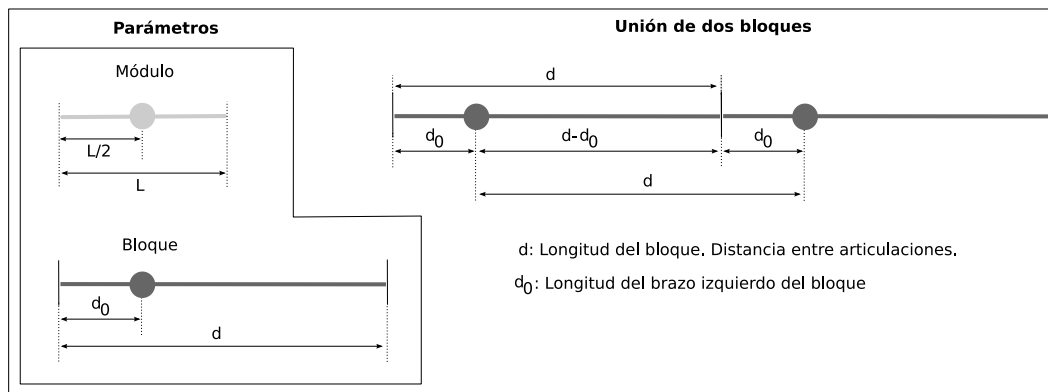 Parámetros
Módulo
L/2
L
Bloque
d0
d
Unión de dos bloques
d
d0
d-d0
d0
d
d: Longitud del bloque. Distancia entre articulaciones.
d0: Longitud del brazo izquierdo del bloque